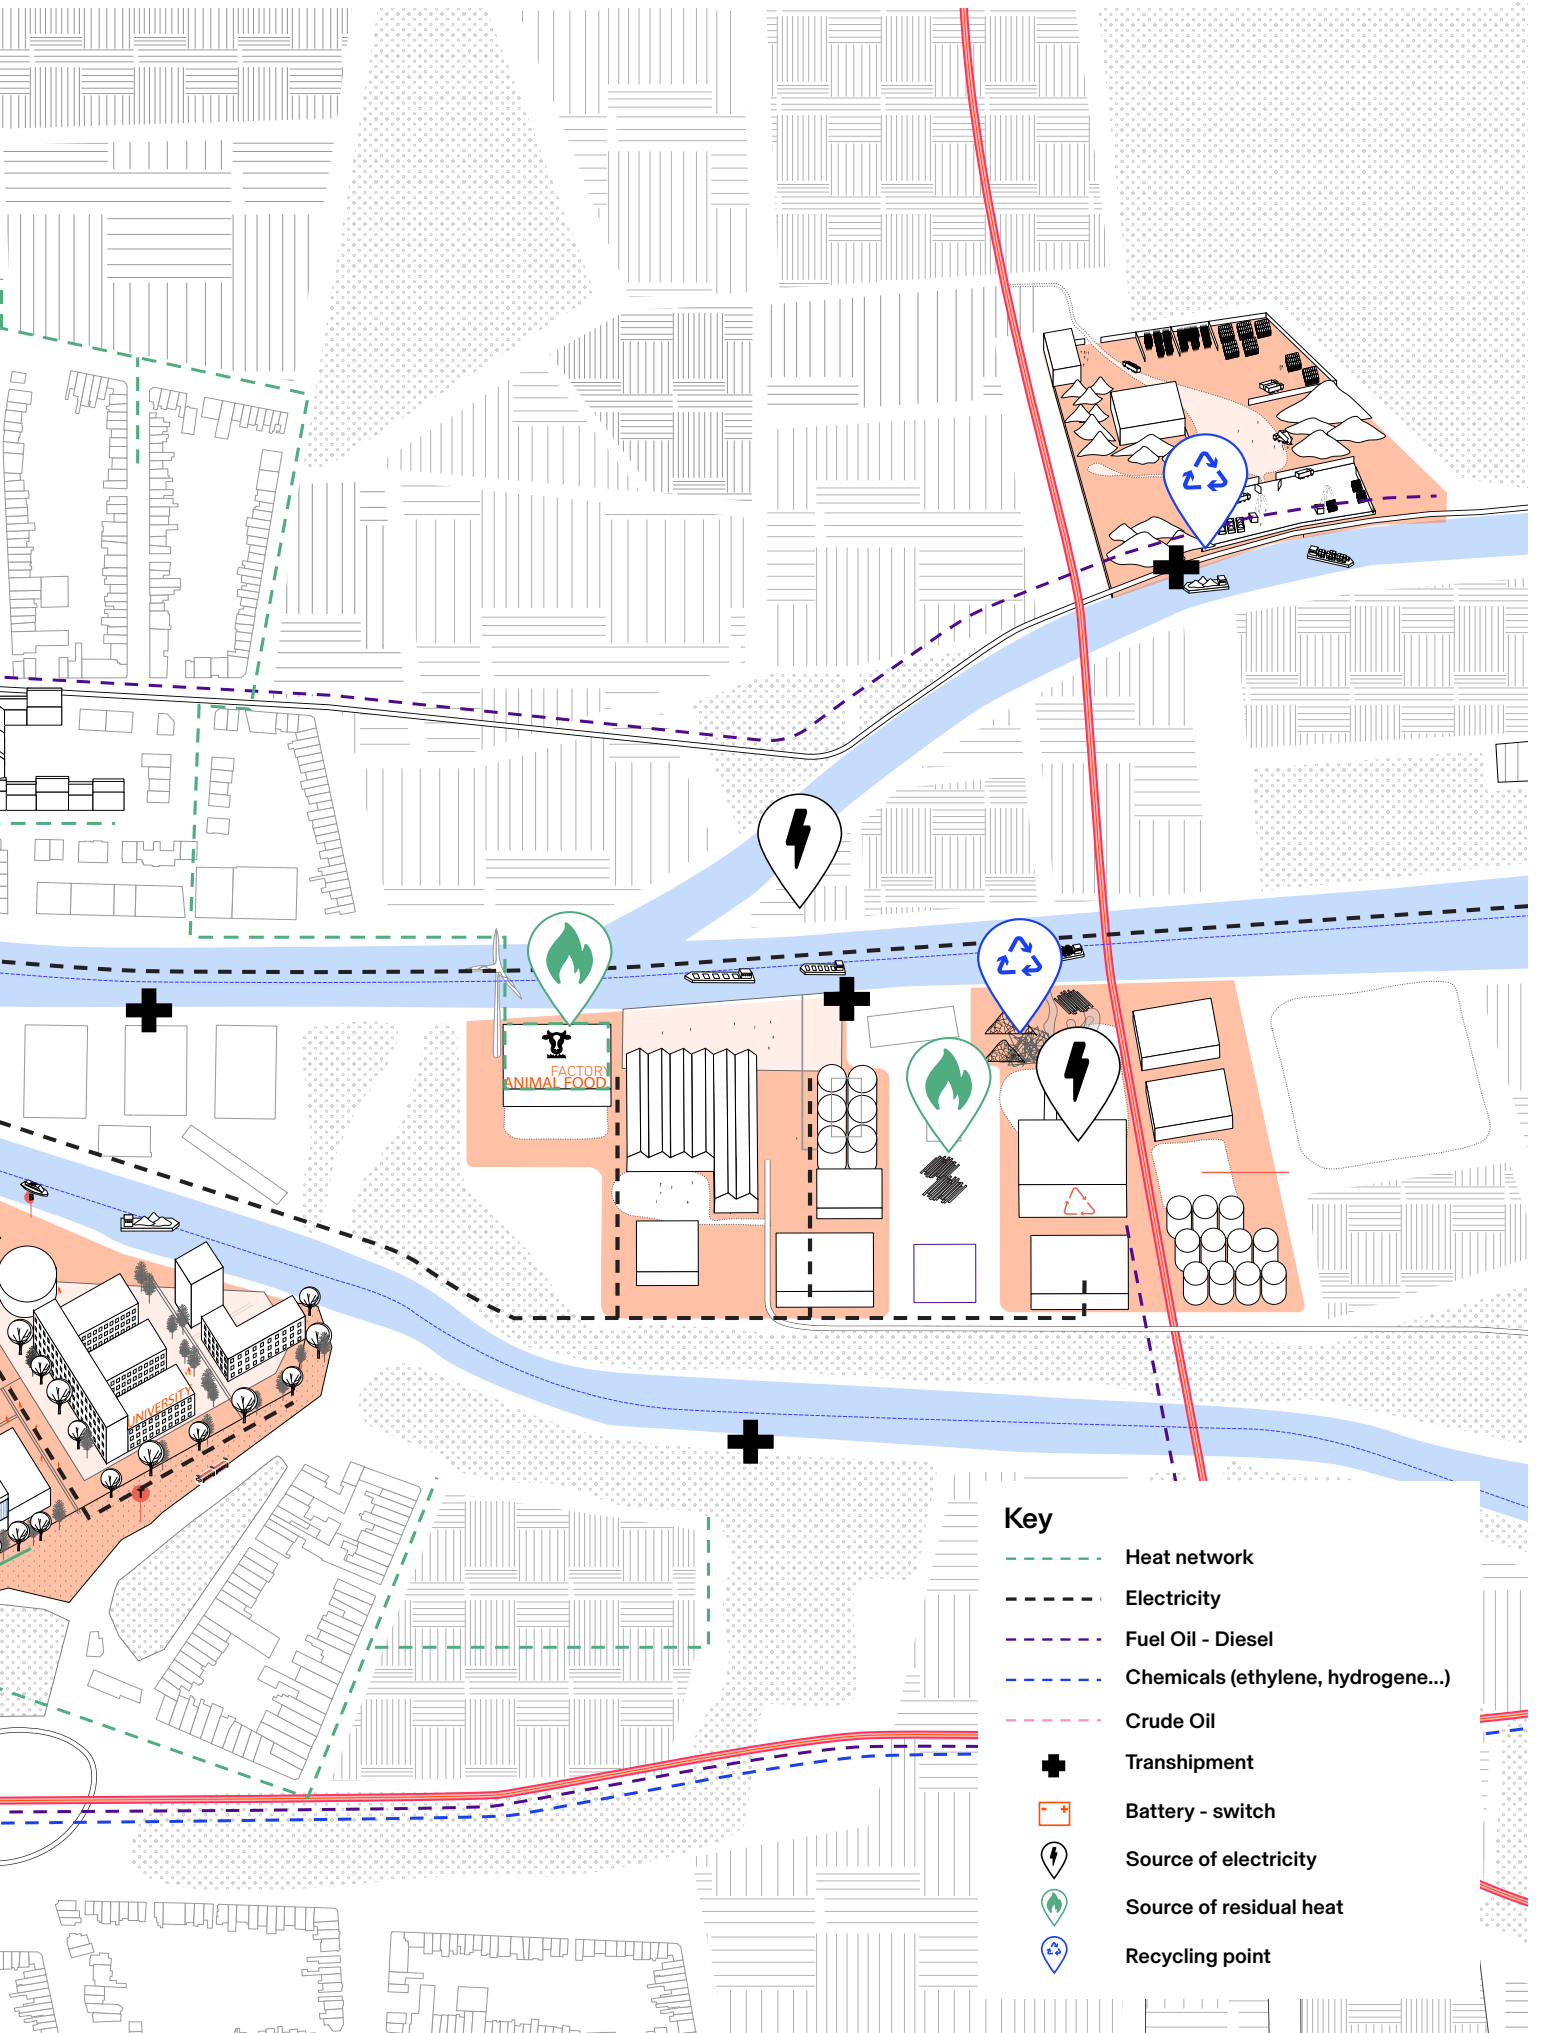 FACTORY
ANIMAL FOOD
B
UNIVERSITY
T
Key
Heat network
Electricity
Fuel Oil - Diesel
Chemicals (ethylene, hydrogene...)
Crude Oil
Transhipment
Battery - switch
Source of electricity
Source of residual heat
Recycling point